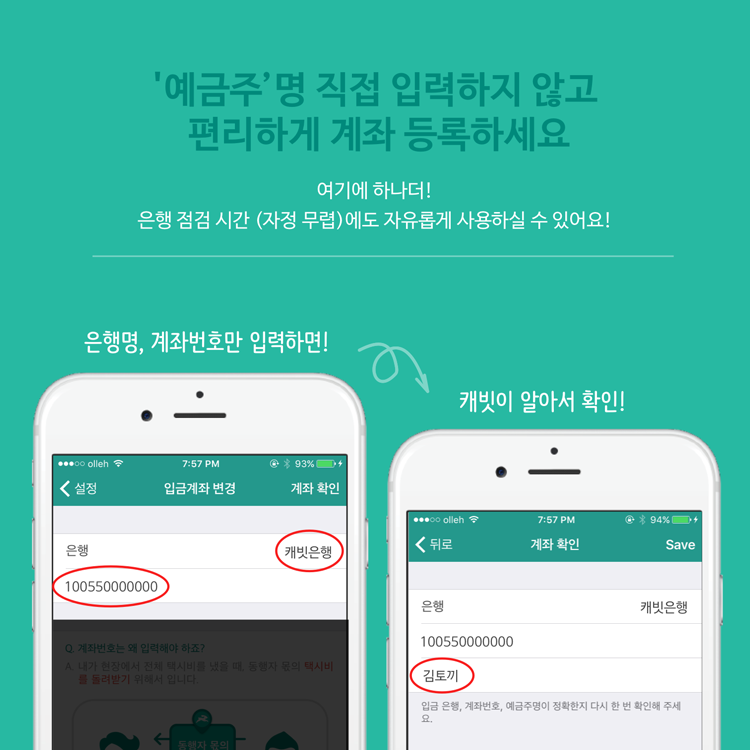 '예금주’명 직접 입력하지 않고
편리하게 계좌 등록하세요
여기에 하나더!
은행 점검 시간 (자정 무렵)에도 자유롭게 사용하실 수 있어요!
은행명, 계좌번호만 입력하면!
캐빗이 알아서 확인!
olleh 7:57 PM 93%
설정 입금계좌 변경 계좌 확인
은행 캐빗은행
100550000000
Q. 계좌번호는 왜 입력해야 하죠?
A. 내가 현장에서 전체 택시비를 냈을 때, 동행자 몫의 택시비
를 돌려받기 위해서 입니다.
동행자 몫의
olleh 7:57 PM 94%
뒤로 계좌 확인 Save
은행 캐빗은행
100550000000
김토끼
입금 은행, 계좌번호, 예금주명이 정확한지 다시 한 번 확인해 주세
요.